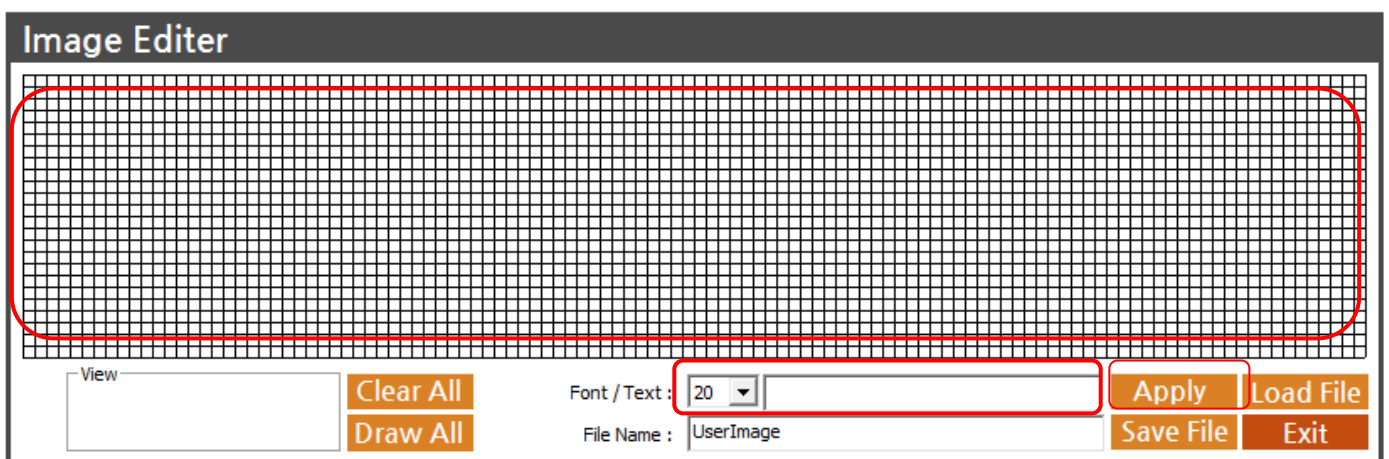 Image Editer
View
Clear All
Font / Text :
20
Apply
Load File
Draw All
File Name :
UserImage
Save File
Exit